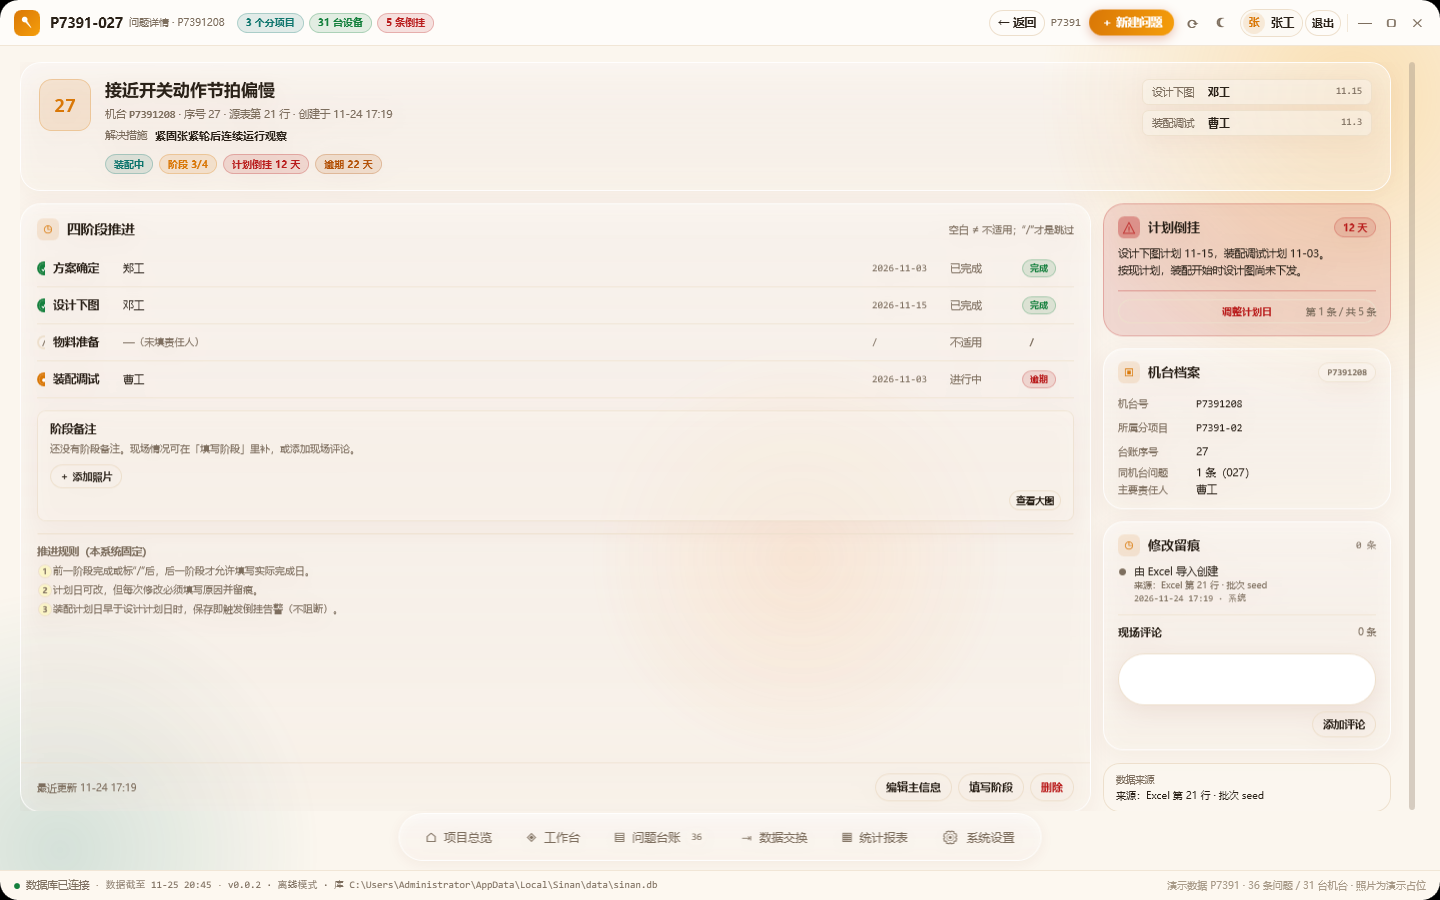 P7391-027 问题详情 · P7391208 3 个分项目 31 台设备 5 条倒挂 ← 返回 P7391 + 新建问题 张 张工 退出
27
接近开关动作节拍偏慢
机台 P7391208 · 序号 27 · 源表第 21 行 · 创建于 11-24 17:19
解决措施 紧固张紧轮后连续运行观察
装配中 阶段 3/4 计划倒挂 12 天 逾期 22 天
设计下图 邓工 11.15
装配调试 曹工 11.3
四阶段推进 空白 ≠ 不适用；"/"才是跳过
方案确定 郑工 2026-11-03 已完成 完成
设计下图 邓工 2026-11-15 已完成 完成
物料准备 —（未填责任人） / 不适用 /
装配调试 曹工 2026-11-03 进行中 逾期
阶段备注
还没有阶段备注。现场情况可在「填写阶段」里补，或添加现场评论。
+ 添加照片
查看大图
推进规则（本系统固定）
1 前一阶段完成或标"/"后，后一阶段才允许填写实际完成日。
2 计划日可改，但每次修改必须填写原因并留痕。
3 装配计划日早于设计计划日时，保存即触发倒挂告警（不阻断）。
最近更新 11-24 17:19 编辑主信息 填写阶段 删除
计划倒挂 12 天
设计下图计划 11-15，装配调试计划 11-03。
按现计划，装配开始时设计图尚未下发。
调整计划日 第 1 条 / 共 5 条
机台档案 P7391208
机台号 P7391208
所属分项目 P7391-02
台账序号 27
同机台问题 1 条（027）
主要责任人 曹工
修改留痕 0 条
由 Excel 导入创建
来源：Excel 第 21 行 · 批次 seed
2026-11-24 17:19 · 系统
现场评论 0 条
添加评论
数据来源
来源：Excel 第 21 行 · 批次 seed
项目总览 工作台 问题台账 36 数据交换 统计报表 系统设置
数据库已连接 · 数据截至 11-25 20:45 · v0.0.2 · 离线模式 · 库 C:\Users\Administrator\AppData\Local\Sinan\data\sinan.db 演示数据 P7391 · 36 条问题 / 31 台机台 · 照片为演示占位